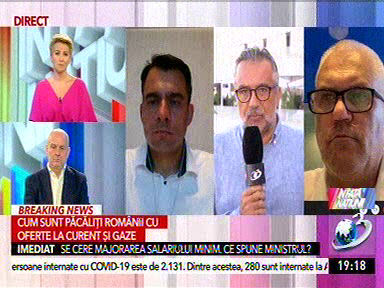 DIRECT
BREAKING NEWS
CUM SUNT PĂCĂLIȚI ROMÂNII CU
OFERTE LA CURENT ȘI GAZE
IMEDIAT SE CERE MAJORAREA SALARIULUI MINIM. CE SPUNE MINISTRUL?
ersoane internate cu COVID-19 este de 2.131. Dintre acestea, 280 sunt internate la A
19:18